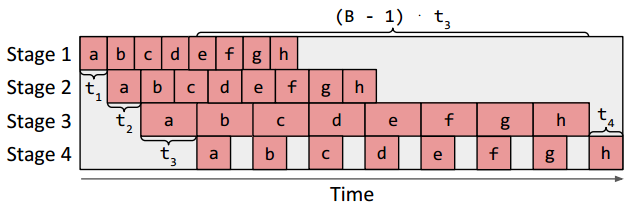 (B - 1) · t₃
Stage 1 a b c d e f g h
t₁
Stage 2 a b c d e f g h
t₂
Stage 3 a b c d e f g h
t₃ t₄
Stage 4 a b c d e f g h
Time